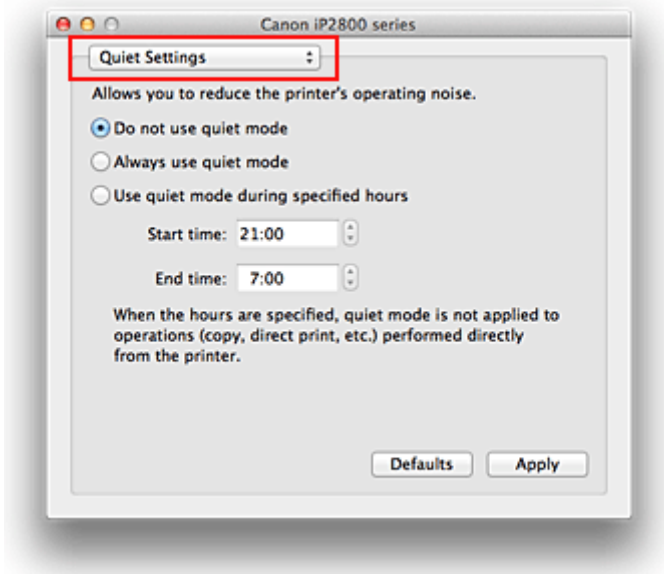 Canon iP2800 series
Quiet Settings
Allows you to reduce the printer's operating noise.
Do not use quiet mode
Always use quiet mode
Use quiet mode during specified hours
Start time: 21:00
End time: 7:00
When the hours are specified, quiet mode is not applied to
operations (copy, direct print, etc.) performed directly
from the printer.
Defaults Apply